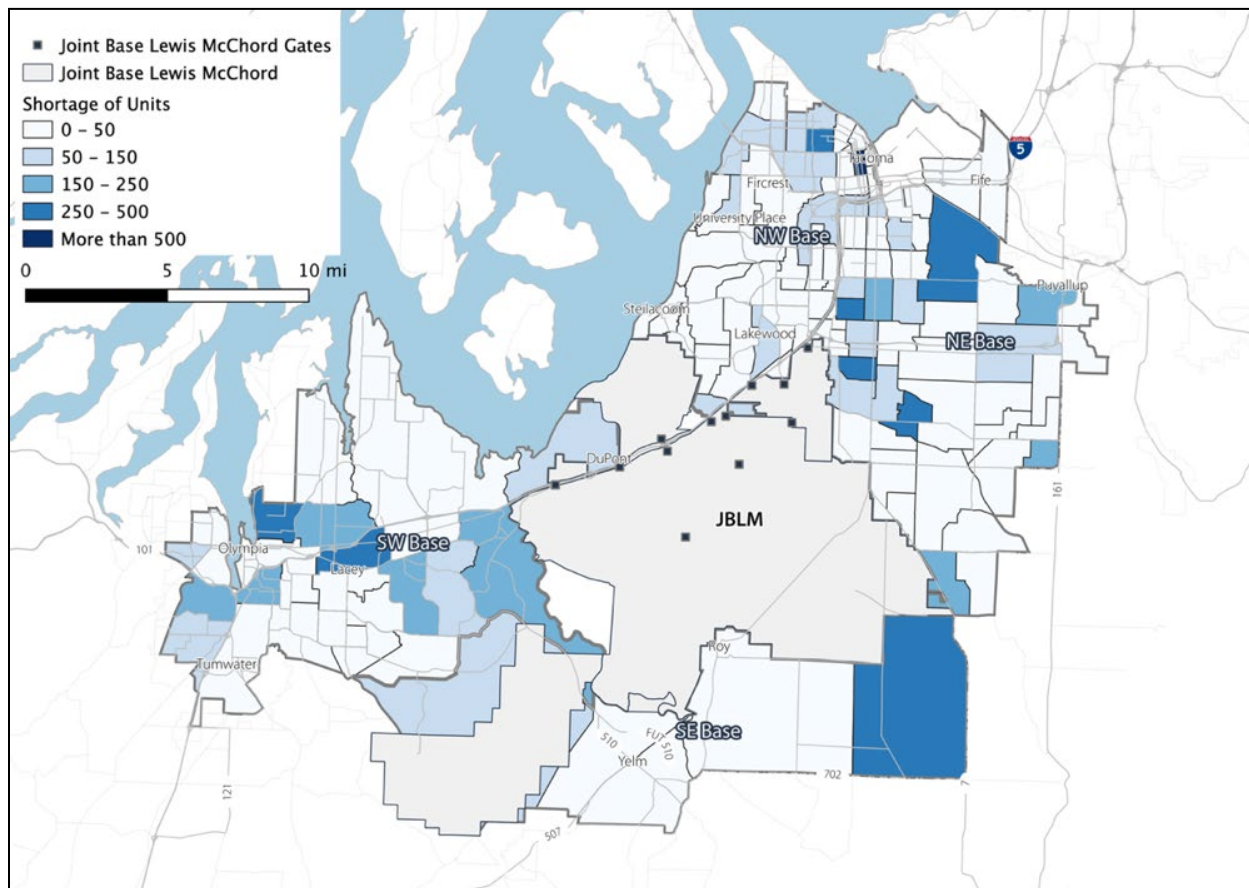 Joint Base Lewis McChord Gates
Joint Base Lewis McChord
Shortage of Units
0 – 50
50 – 150
150 – 250
250 – 500
More than 500
0 5 10 mi
5
Tacoma
Fife
Fircrest
University Place
NW Base
Puyallup
Steilacoom
Lakewood
NE Base
DuPont
161
JBLM
101
Olympia
SW Base
Lacey
Roy
Tumwater
SE Base
510
FUT 510
Yelm
702
7
121
507